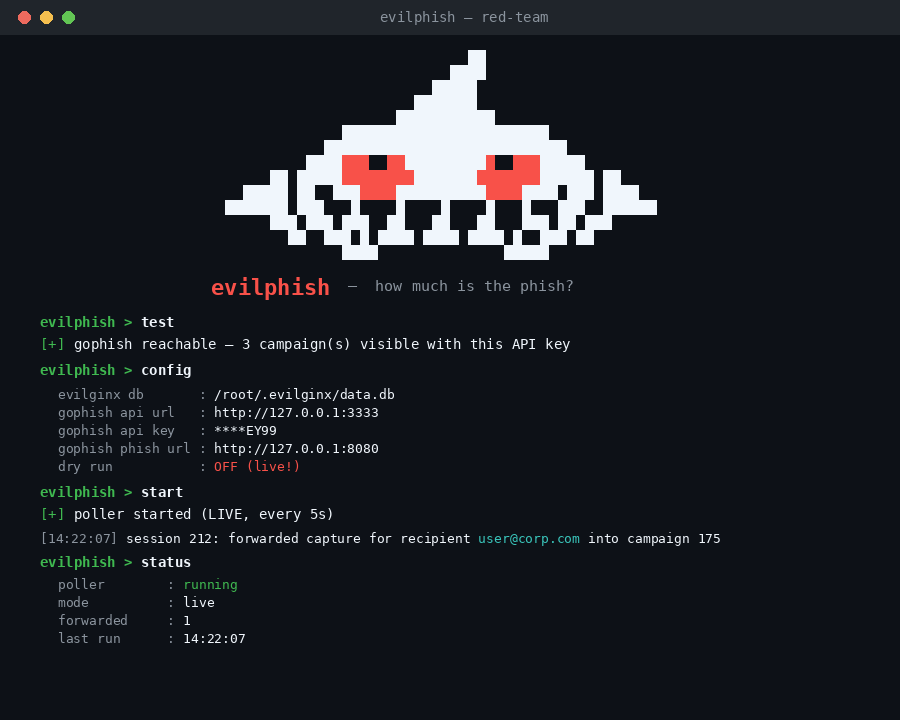 evilphish — red-team
evilphish — how much is the phish?
evilphish > test
[+] gophish reachable — 3 campaign(s) visible with this API key
evilphish > config
evilginx db : /root/.evilginx/data.db
gophish api url : http://127.0.0.1:3333
gophish api key : ****EY99
gophish phish url : http://127.0.0.1:8080
dry run : OFF (live!)
evilphish > start
[+] poller started (LIVE, every 5s)
[14:22:07] session 212: forwarded capture for recipient user@corp.com into campaign 175
evilphish > status
poller : running
mode : live
forwarded : 1
last run : 14:22:07